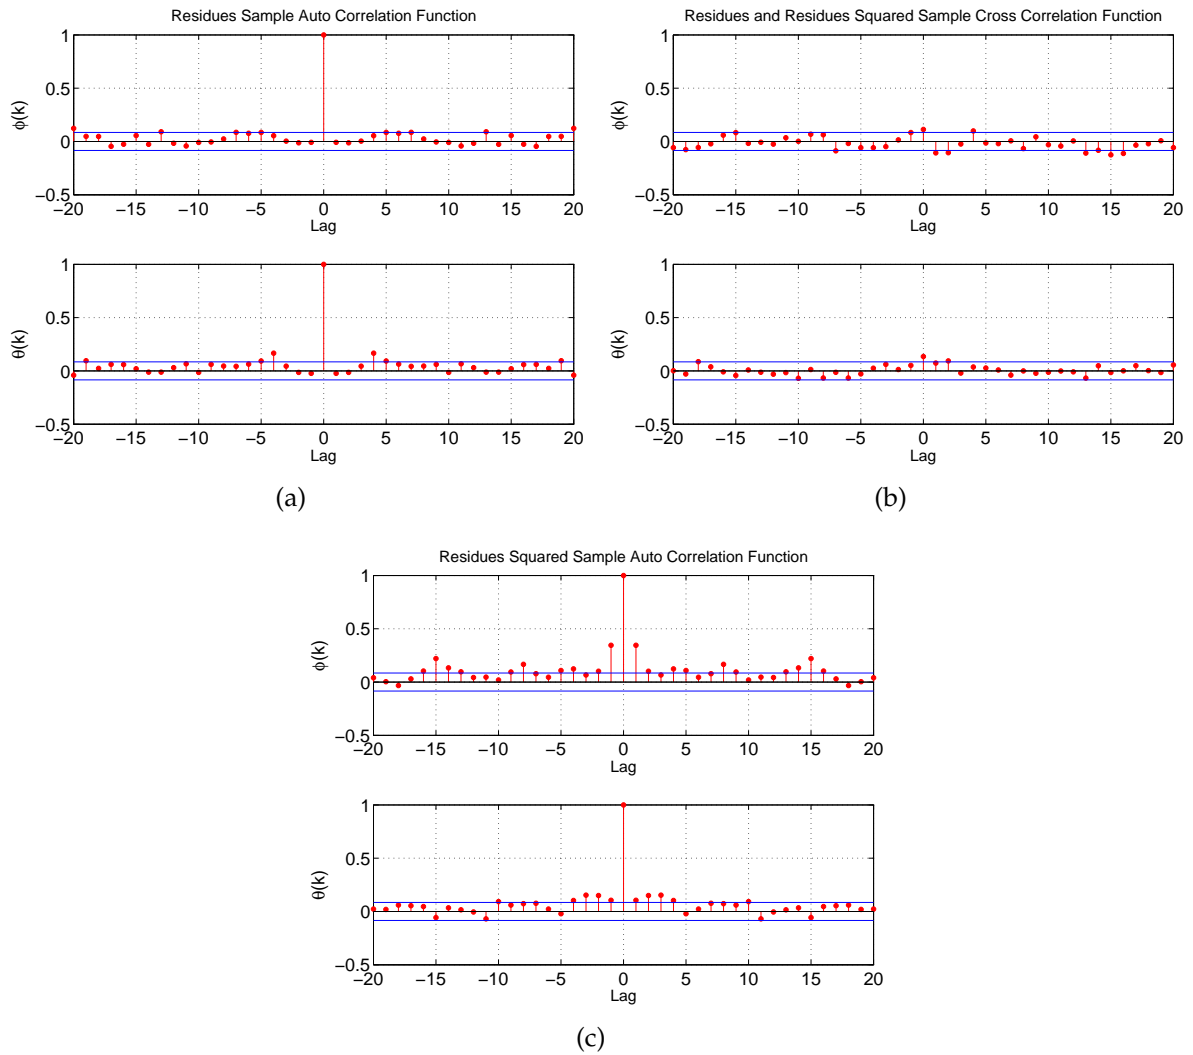 Residues Sample Auto Correlation Function
1
0.5
0
−0.5
ϕ(k)
−20 −15 −10 −5 0 5 10 15 20
Lag
1
0.5
0
−0.5
θ(k)
−20 −15 −10 −5 0 5 10 15 20
Lag
(a)
Residues and Residues Squared Sample Cross Correlation Function
1
0.5
0
−0.5
ϕ(k)
−20 −15 −10 −5 0 5 10 15 20
Lag
1
0.5
0
−0.5
θ(k)
−20 −15 −10 −5 0 5 10 15 20
Lag
(b)
Residues Squared Sample Auto Correlation Function
1
0.5
0
−0.5
ϕ(k)
−20 −15 −10 −5 0 5 10 15 20
Lag
1
0.5
0
−0.5
θ(k)
−20 −15 −10 −5 0 5 10 15 20
Lag
(c)